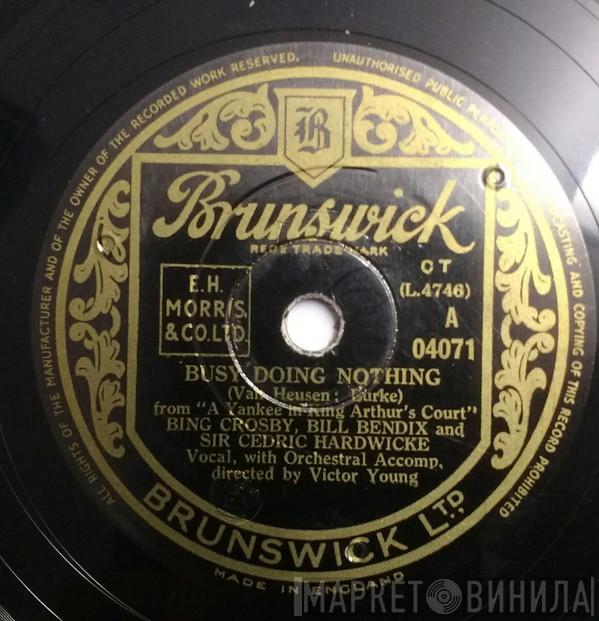 ALL RIGHTS OF THE MANUFACTURER AND OF THE OWNER OF THE RECORDED WORK RESERVED. UNAUTHORISED PUBLIC
CASTING AND COPYING OF THIS RECORD PROHIBITED
B
Brunswick
REGD TRADE MARK
E.H.
MORRIS
& CO. LTD.
CT
(L.4746)
A
04071
BUSY DOING NOTHING
(Van Heusen; Burke)
from "A Yankee in King Arthur's Court"
BING CROSBY, BILL BENDIX and
SIR CEDRIC HARDWICKE
Vocal, with Orchestral Accomp.
directed by Victor Young
BRUNSWICK LTD.
MADE IN ENGLAND
МАРКЕТ ВИНИЛА